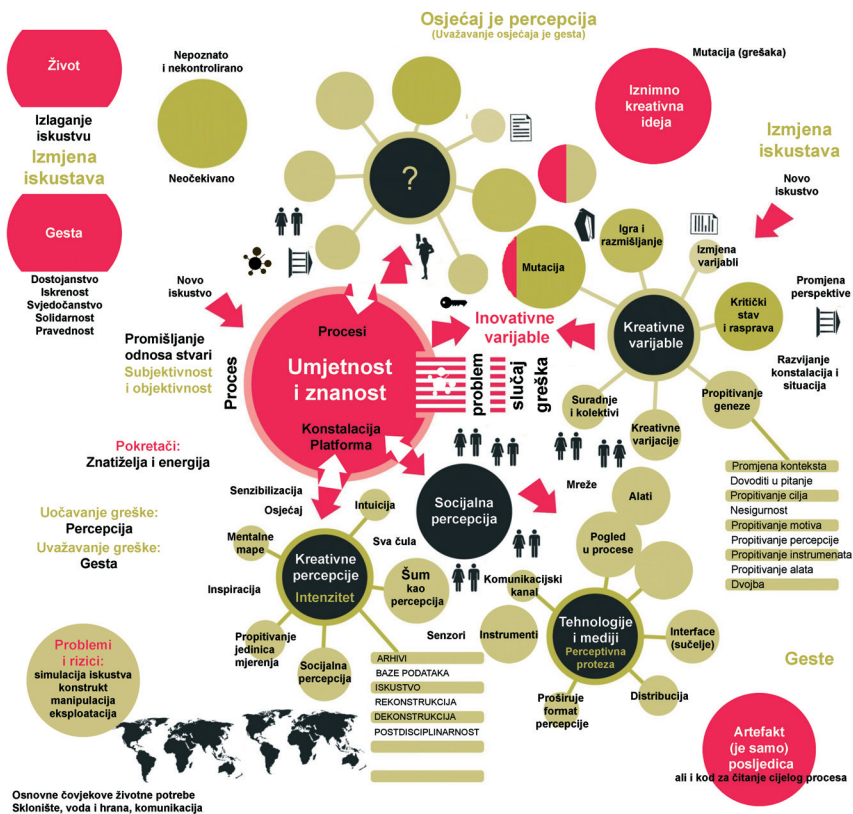 Osjećaj je percepcija
(Uvažavanje osjećaja je gesta)
Život
Izlaganje
iskustvu
Izmjena
iskustava
Gesta
Dostojanstvo
Iskrenost
Svjedočanstvo
Solidarnost
Pravednost
Nepoznato
i nekontrolirano
Neočekivano
?
Mutacija (grešaka)
Iznimno
kreativna
ideja
Izmjena
iskustava
Novo
iskustvo
Igra i
razmišljanje
Izmjena
varijabli
Mutacija
Kritički
stav
i rasprava
Promjena
perspektive
Kreativne
varijable
Razvijanje
konstalacija i
situacija
Propitivanje
geneze
Suradnje
i kolektivi
Kreativne
varijacije
Novo
iskustvo
Promišljanje
odnosa stvari
Subjektivnost
i objektivnost
Proces
Procesi
Umjetnost
i znanost
Konstalacija
Platforma
Inovativne
varijable
problem
slučaj
greška
Pokretači:
Znatiželja i energija
Uočavanje greške:
Percepcija
Uvažavanje greške:
Gesta
Senzibilizacija
Osjećaj
Intuicija
Mentalne
mape
Sva čula
Kreativne
percepcije
Intenzitet
Šum
kao
percepcija
Inspiracija
Propitivanje
jedinica
mjerenja
Socijalna
percepcija
Senzori
Socijalna
percepcija
Mreže
Alati
Pogled
u procese
Komunikacijski
kanal
Instrumenti
Tehnologije
i mediji
Perceptivna
proteza
Interface
(sučelje)
Distribucija
Proširuje
format
percepcije
Promjena konteksta
Dovoditi u pitanje
Propitivanje cilja
Nesigurnost
Propitivanje motiva
Propitivanje percepcije
Propitivanje instrumenata
Propitivanje alata
Dvojba
ARHIVI
BAZE PODATAKA
ISKUSTVO
REKONSTRUKCIJA
DEKONSTRUKCIJA
POSTDISCIPLINARNOST
Problemi
i rizici:
simulacija iskustva
konstrukt
manipulacija
eksploatacija
Geste
Artefakt
(je samo)
posljedica
ali i kod za čitanje cijelog procesa
Osnovne čovjekove životne potrebe
Sklonište, voda i hrana, komunikacija